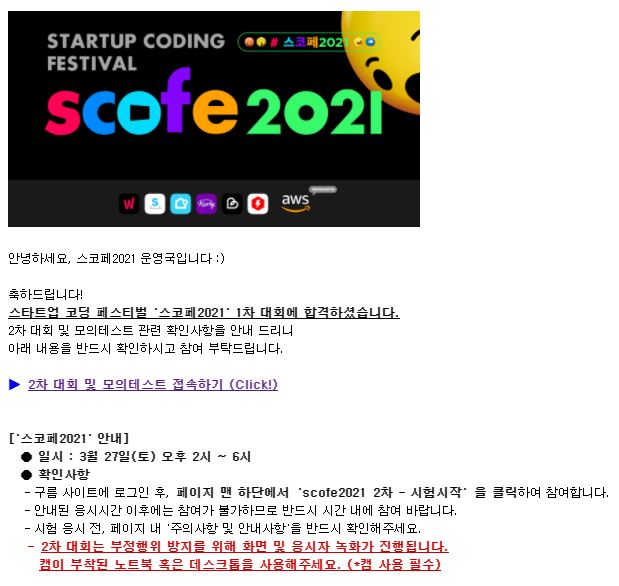 STARTUP CODING
FESTIVAL
# 스코페2021
scofe 2021
Kurly
aws
안녕하세요, 스코페2021 운영국입니다 :)
축하드립니다!
스타트업 코딩 페스티벌 '스코페2021' 1차 대회에 합격하셨습니다.
2차 대회 및 모의테스트 관련 확인사항을 안내 드리니
아래 내용을 반드시 확인하시고 참여 부탁드립니다.
▶ 2차 대회 및 모의테스트 접속하기 (Click!)
['스코페2021' 안내]
● 일시 : 3월 27일(토) 오후 2시 ~ 6시
● 확인사항
- 구름 사이트에 로그인 후, 페이지 맨 하단에서 'scofe2021 2차 - 시험시작' 을 클릭하여 참여합니다.
- 안내된 응시시간 이후에는 참여가 불가하므로 반드시 시간 내에 참여 바랍니다.
- 시험 응시 전, 페이지 내 '주의사항 및 안내사항'을 반드시 확인해주세요.
- 2차 대회는 부정행위 방지를 위해 화면 및 응시자 녹화가 진행됩니다.
캠이 부착된 노트북 혹은 데스크톱을 사용해주세요. (*캠 사용 필수)